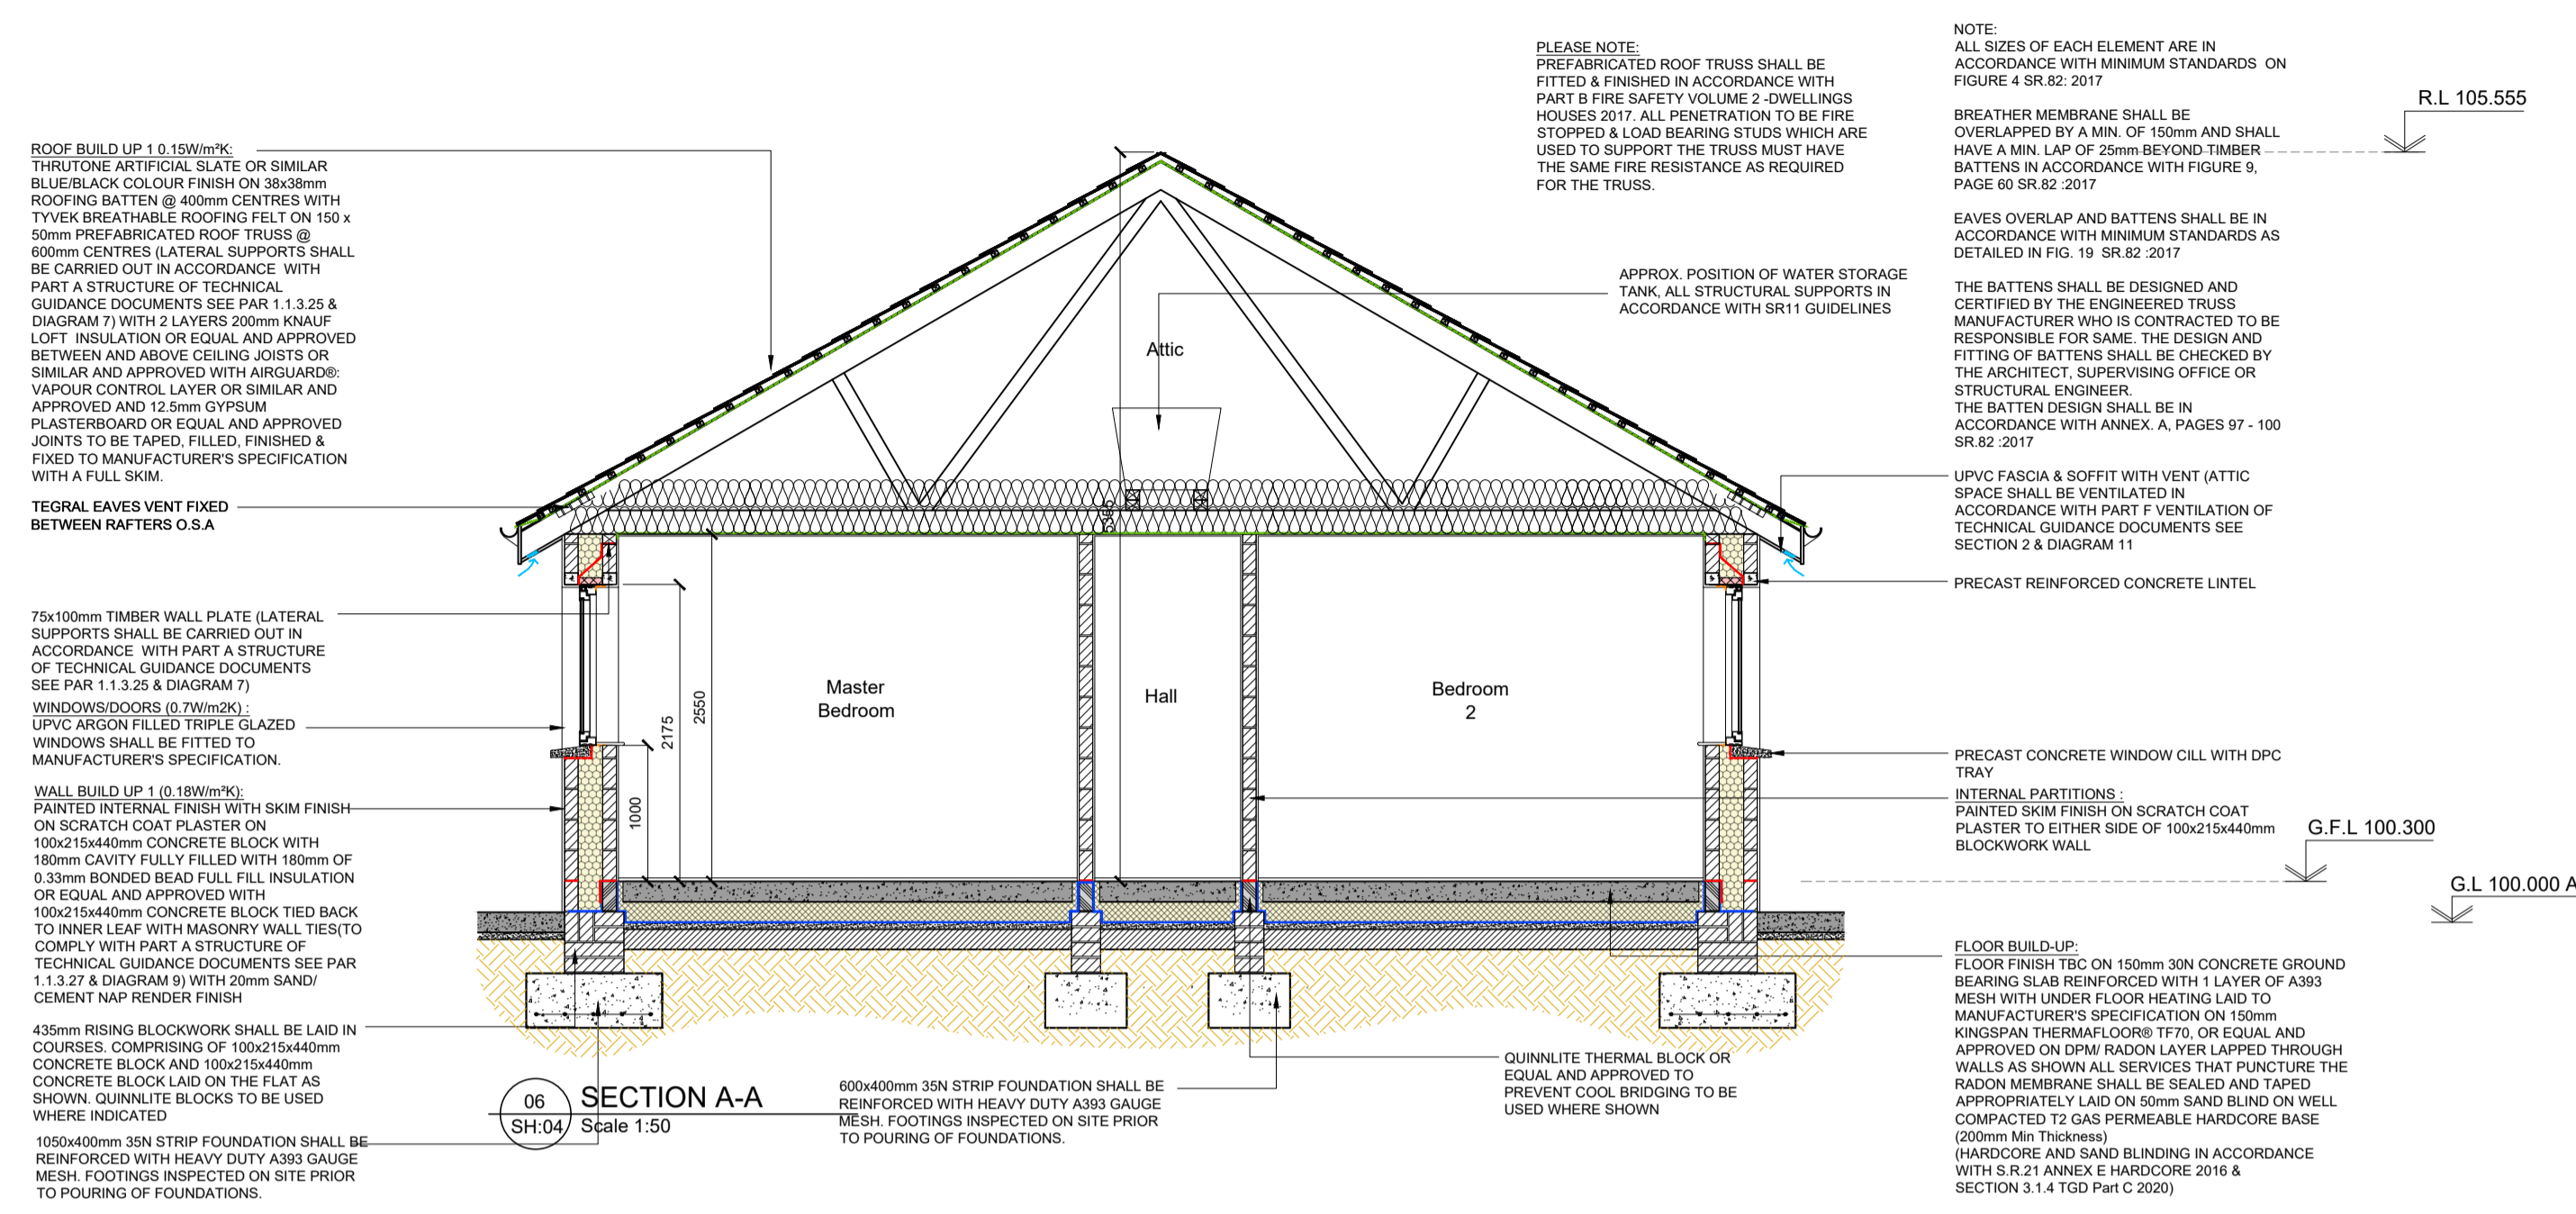 ROOF BUILD UP 1 0.15W/m²K:
THRUTONE ARTIFICIAL SLATE OR SIMILAR
BLUE/BLACK COLOUR FINISH ON 38x38mm
ROOFING BATTEN @ 400mm CENTRES WITH
TYVEK BREATHABLE ROOFING FELT ON 150 x
50mm PREFABRICATED ROOF TRUSS @
600mm CENTRES (LATERAL SUPPORTS SHALL
BE CARRIED OUT IN ACCORDANCE WITH
PART A STRUCTURE OF TECHNICAL
GUIDANCE DOCUMENTS SEE PAR 1.1.3.25 &
DIAGRAM 7) WITH 2 LAYERS 200mm KNAUF
LOFT INSULATION OR EQUAL AND APPROVED
BETWEEN AND ABOVE CEILING JOISTS OR
SIMILAR AND APPROVED WITH AIRGUARD®:
VAPOUR CONTROL LAYER OR SIMILAR AND
APPROVED AND 12.5mm GYPSUM
PLASTERBOARD OR EQUAL AND APPROVED
JOINTS TO BE TAPED, FILLED, FINISHED &
FIXED TO MANUFACTURER'S SPECIFICATION
WITH A FULL SKIM.
TEGRAL EAVES VENT FIXED
BETWEEN RAFTERS O.S.A
75x100mm TIMBER WALL PLATE (LATERAL
SUPPORTS SHALL BE CARRIED OUT IN
ACCORDANCE WITH PART A STRUCTURE
OF TECHNICAL GUIDANCE DOCUMENTS
SEE PAR 1.1.3.25 & DIAGRAM 7)
WINDOWS/DOORS (0.7W/m2K) :
UPVC ARGON FILLED TRIPLE GLAZED
WINDOWS SHALL BE FITTED TO
MANUFACTURER'S SPECIFICATION.
WALL BUILD UP 1 (0.18W/m²K):
PAINTED INTERNAL FINISH WITH SKIM FINISH
ON SCRATCH COAT PLASTER ON
100x215x440mm CONCRETE BLOCK WITH
180mm CAVITY FULLY FILLED WITH 180mm OF
0.33mm BONDED BEAD FULL FILL INSULATION
OR EQUAL AND APPROVED WITH
100x215x440mm CONCRETE BLOCK TIED BACK
TO INNER LEAF WITH MASONRY WALL TIES(TO
COMPLY WITH PART A STRUCTURE OF
TECHNICAL GUIDANCE DOCUMENTS SEE PAR
1.1.3.27 & DIAGRAM 9) WITH 20mm SAND/
CEMENT NAP RENDER FINISH
435mm RISING BLOCKWORK SHALL BE LAID IN
COURSES. COMPRISING OF 100x215x440mm
CONCRETE BLOCK AND 100x215x440mm
CONCRETE BLOCK LAID ON THE FLAT AS
SHOWN. QUINNLITE BLOCKS TO BE USED
WHERE INDICATED
1050x400mm 35N STRIP FOUNDATION SHALL BE
REINFORCED WITH HEAVY DUTY A393 GAUGE
MESH. FOOTINGS INSPECTED ON SITE PRIOR
TO POURING OF FOUNDATIONS.
Attic
5355
Master
Bedroom
Hall
Bedroom
2
1000
2175
2550
06
SH:04
SECTION A-A
Scale 1:50
600x400mm 35N STRIP FOUNDATION SHALL BE
REINFORCED WITH HEAVY DUTY A393 GAUGE
MESH. FOOTINGS INSPECTED ON SITE PRIOR
TO POURING OF FOUNDATIONS.
QUINNLITE THERMAL BLOCK OR
EQUAL AND APPROVED TO
PREVENT COOL BRIDGING TO BE
USED WHERE SHOWN
PLEASE NOTE:
PREFABRICATED ROOF TRUSS SHALL BE
FITTED & FINISHED IN ACCORDANCE WITH
PART B FIRE SAFETY VOLUME 2 -DWELLINGS
HOUSES 2017. ALL PENETRATION TO BE FIRE
STOPPED & LOAD BEARING STUDS WHICH ARE
USED TO SUPPORT THE TRUSS MUST HAVE
THE SAME FIRE RESISTANCE AS REQUIRED
FOR THE TRUSS.
APPROX. POSITION OF WATER STORAGE
TANK, ALL STRUCTURAL SUPPORTS IN
ACCORDANCE WITH SR11 GUIDELINES
NOTE:
ALL SIZES OF EACH ELEMENT ARE IN
ACCORDANCE WITH MINIMUM STANDARDS ON
FIGURE 4 SR.82: 2017
BREATHER MEMBRANE SHALL BE
OVERLAPPED BY A MIN. OF 150mm AND SHALL
HAVE A MIN. LAP OF 25mm BEYOND TIMBER
BATTENS IN ACCORDANCE WITH FIGURE 9,
PAGE 60 SR.82 :2017
EAVES OVERLAP AND BATTENS SHALL BE IN
ACCORDANCE WITH MINIMUM STANDARDS AS
DETAILED IN FIG. 19 SR.82 :2017
THE BATTENS SHALL BE DESIGNED AND
CERTIFIED BY THE ENGINEERED TRUSS
MANUFACTURER WHO IS CONTRACTED TO BE
RESPONSIBLE FOR SAME. THE DESIGN AND
FITTING OF BATTENS SHALL BE CHECKED BY
THE ARCHITECT, SUPERVISING OFFICE OR
STRUCTURAL ENGINEER.
THE BATTEN DESIGN SHALL BE IN
ACCORDANCE WITH ANNEX. A, PAGES 97 - 100
SR.82 :2017
UPVC FASCIA & SOFFIT WITH VENT (ATTIC
SPACE SHALL BE VENTILATED IN
ACCORDANCE WITH PART F VENTILATION OF
TECHNICAL GUIDANCE DOCUMENTS SEE
SECTION 2 & DIAGRAM 11
PRECAST REINFORCED CONCRETE LINTEL
PRECAST CONCRETE WINDOW CILL WITH DPC
TRAY
INTERNAL PARTITIONS :
PAINTED SKIM FINISH ON SCRATCH COAT
PLASTER TO EITHER SIDE OF 100x215x440mm
BLOCKWORK WALL
FLOOR BUILD-UP:
FLOOR FINISH TBC ON 150mm 30N CONCRETE GROUND
BEARING SLAB REINFORCED WITH 1 LAYER OF A393
MESH WITH UNDER FLOOR HEATING LAID TO
MANUFACTURER'S SPECIFICATION ON 150mm
KINGSPAN THERMAFLOOR® TF70, OR EQUAL AND
APPROVED ON DPM/ RADON LAYER LAPPED THROUGH
WALLS AS SHOWN ALL SERVICES THAT PUNCTURE THE
RADON MEMBRANE SHALL BE SEALED AND TAPED
APPROPRIATELY LAID ON 50mm SAND BLIND ON WELL
COMPACTED T2 GAS PERMEABLE HARDCORE BASE
(200mm Min Thickness)
(HARDCORE AND SAND BLINDING IN ACCORDANCE
WITH S.R.21 ANNEX E HARDCORE 2016 &
SECTION 3.1.4 TGD Part C 2020)
R.L 105.555
G.F.L 100.300
G.L 100.000 A